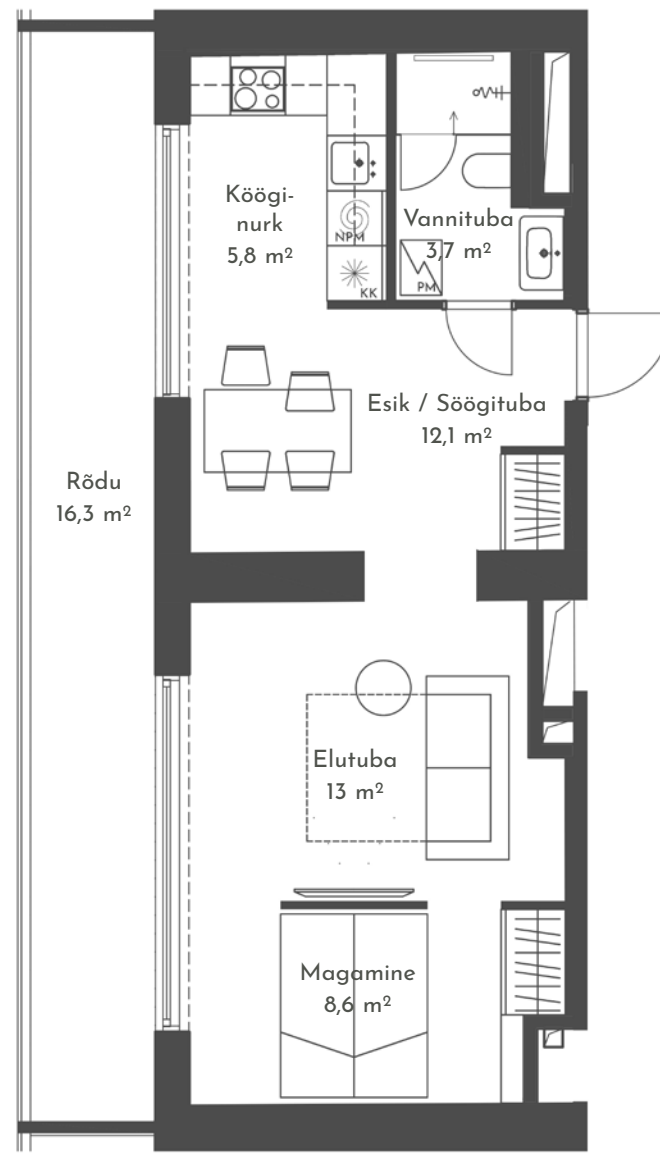 Köögi-
nurk
5,8 m²
Vannituba
3,7 m²
NPM
KK
PM
Esik / Söögituba
12,1 m²
Rõdu
16,3 m²
Elutuba
13 m²
Magamine
8,6 m²